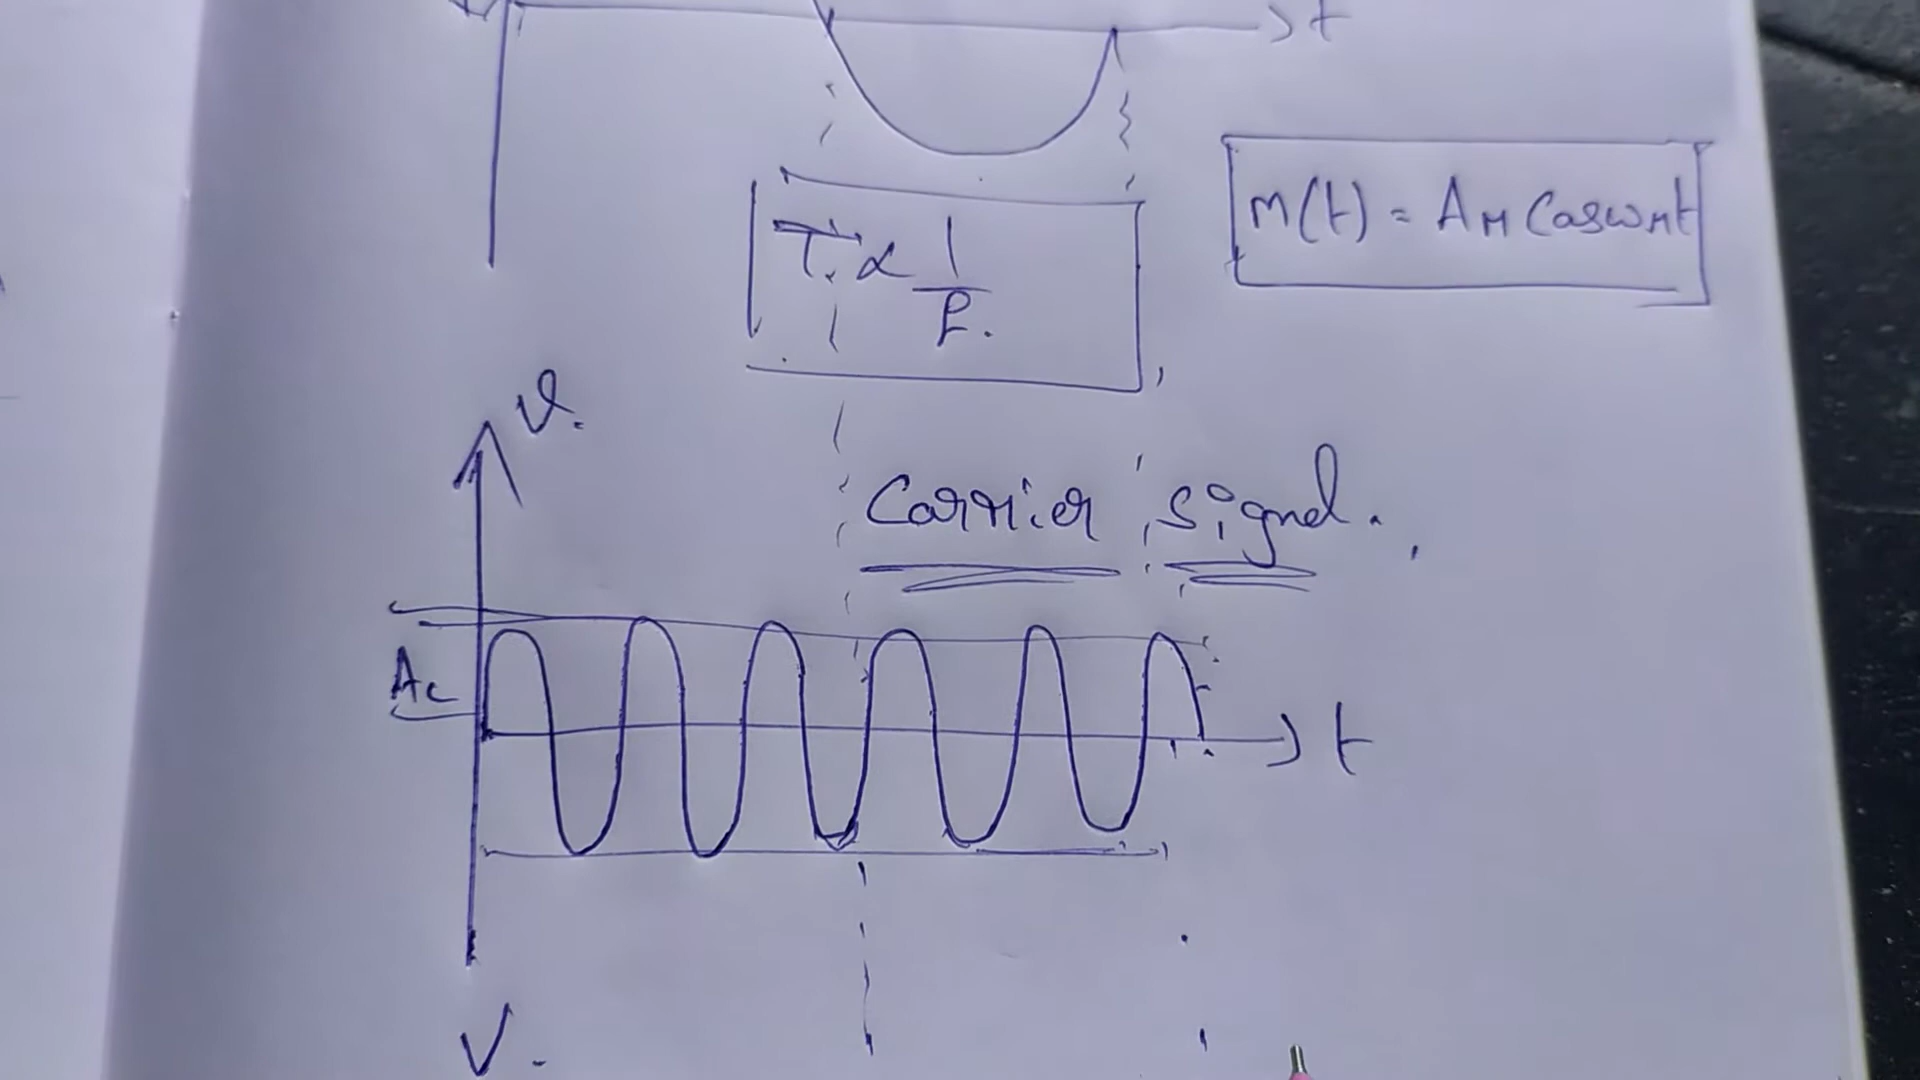 t
m(t) = AM Cosωmt
T ∝ 1/f.
v.
Carrier signal.
Ac
t
V